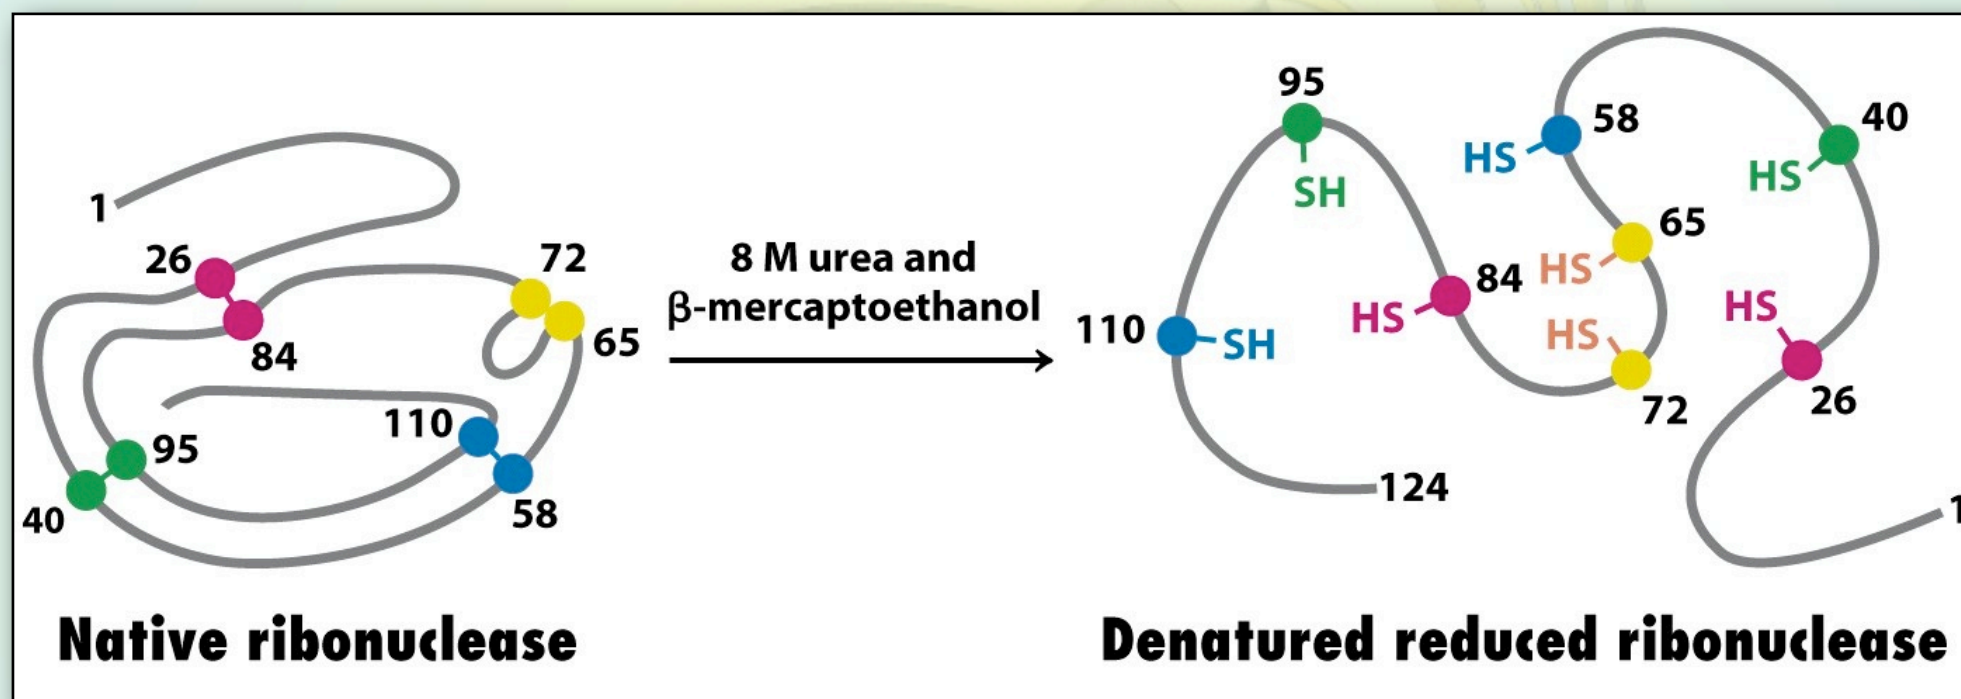 1
26
84
72
65
110
95
40
58
Native ribonuclease
8 M urea and
β-mercaptoethanol
95
SH
110
SH
HS
84
HS
58
HS
40
HS
65
HS
72
HS
26
124
1
Denatured reduced ribonuclease